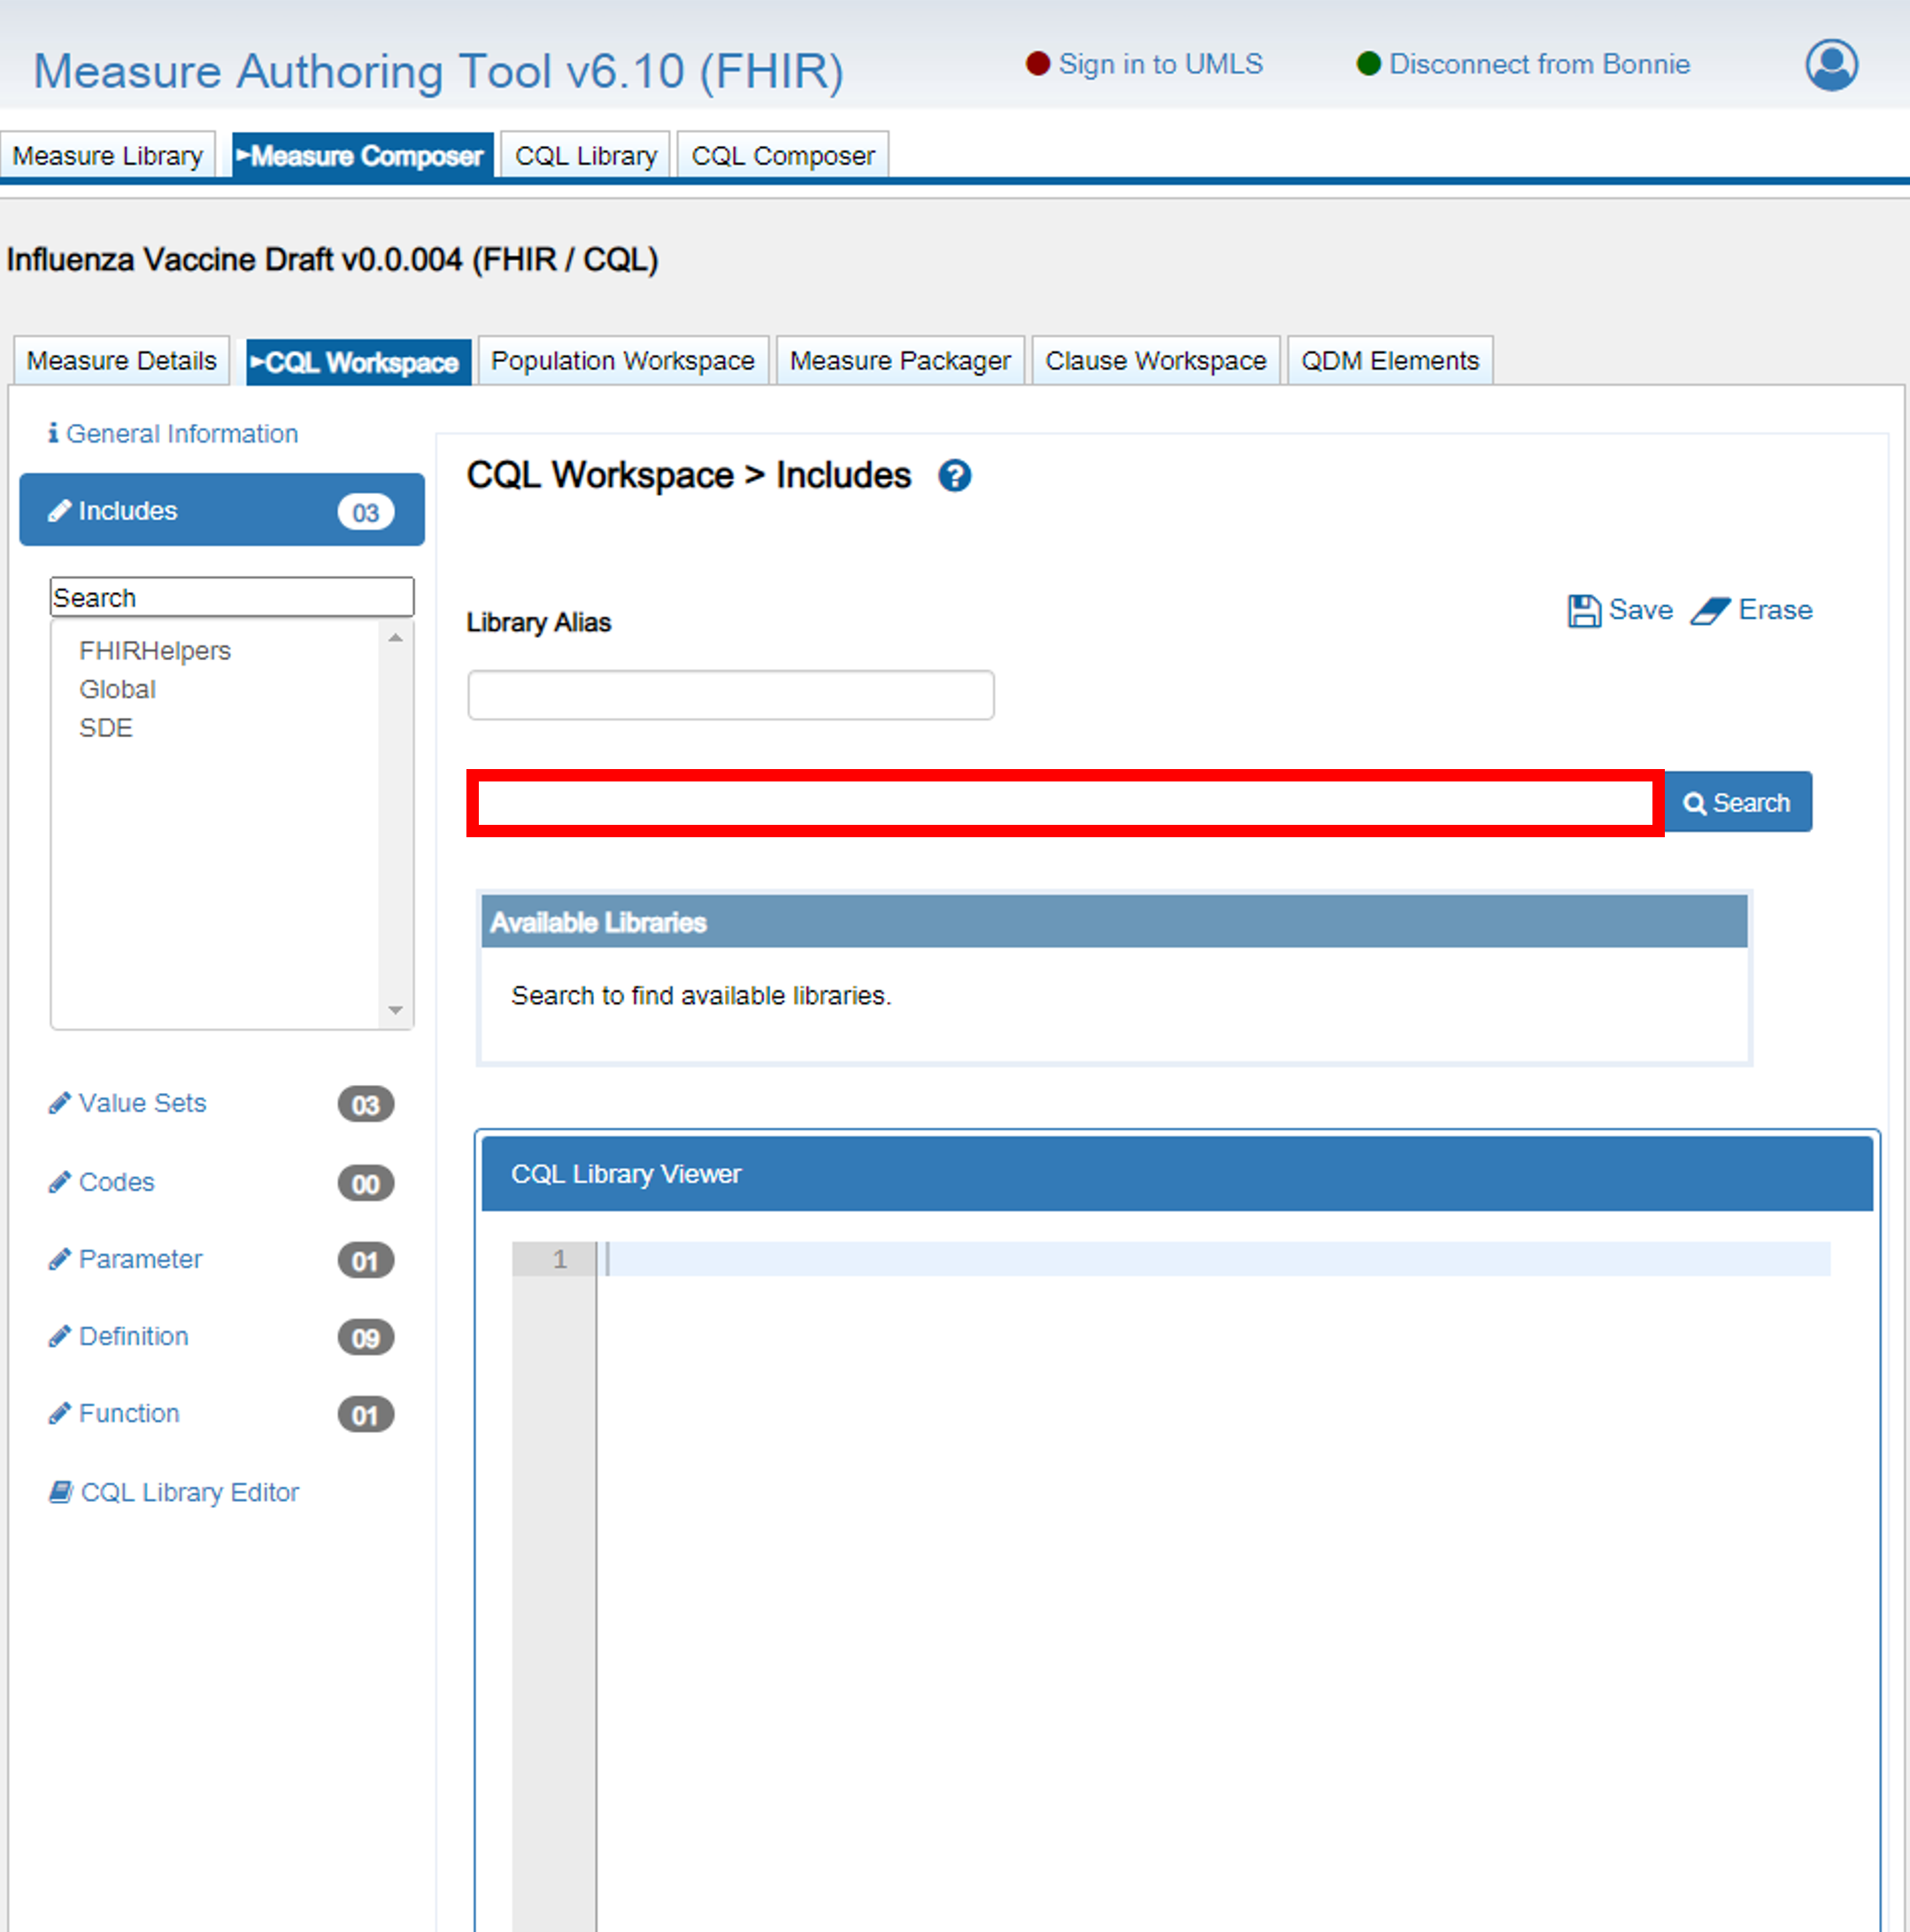 Measure Authoring Tool v6.10 (FHIR)
Sign in to UMLS
Disconnect from Bonnie
Measure Library
Measure Composer
CQL Library
CQL Composer
Influenza Vaccine Draft v0.0.004 (FHIR / CQL)
Measure Details
CQL Workspace
Population Workspace
Measure Packager
Clause Workspace
QDM Elements
General Information
Includes 03
Search
FHIRHelpers
Global
SDE
Value Sets 03
Codes 00
Parameter 01
Definition 09
Function 01
CQL Library Editor
CQL Workspace > Includes ?
Save Erase
Library Alias
Search
Available Libraries
Search to find available libraries.
CQL Library Viewer
1